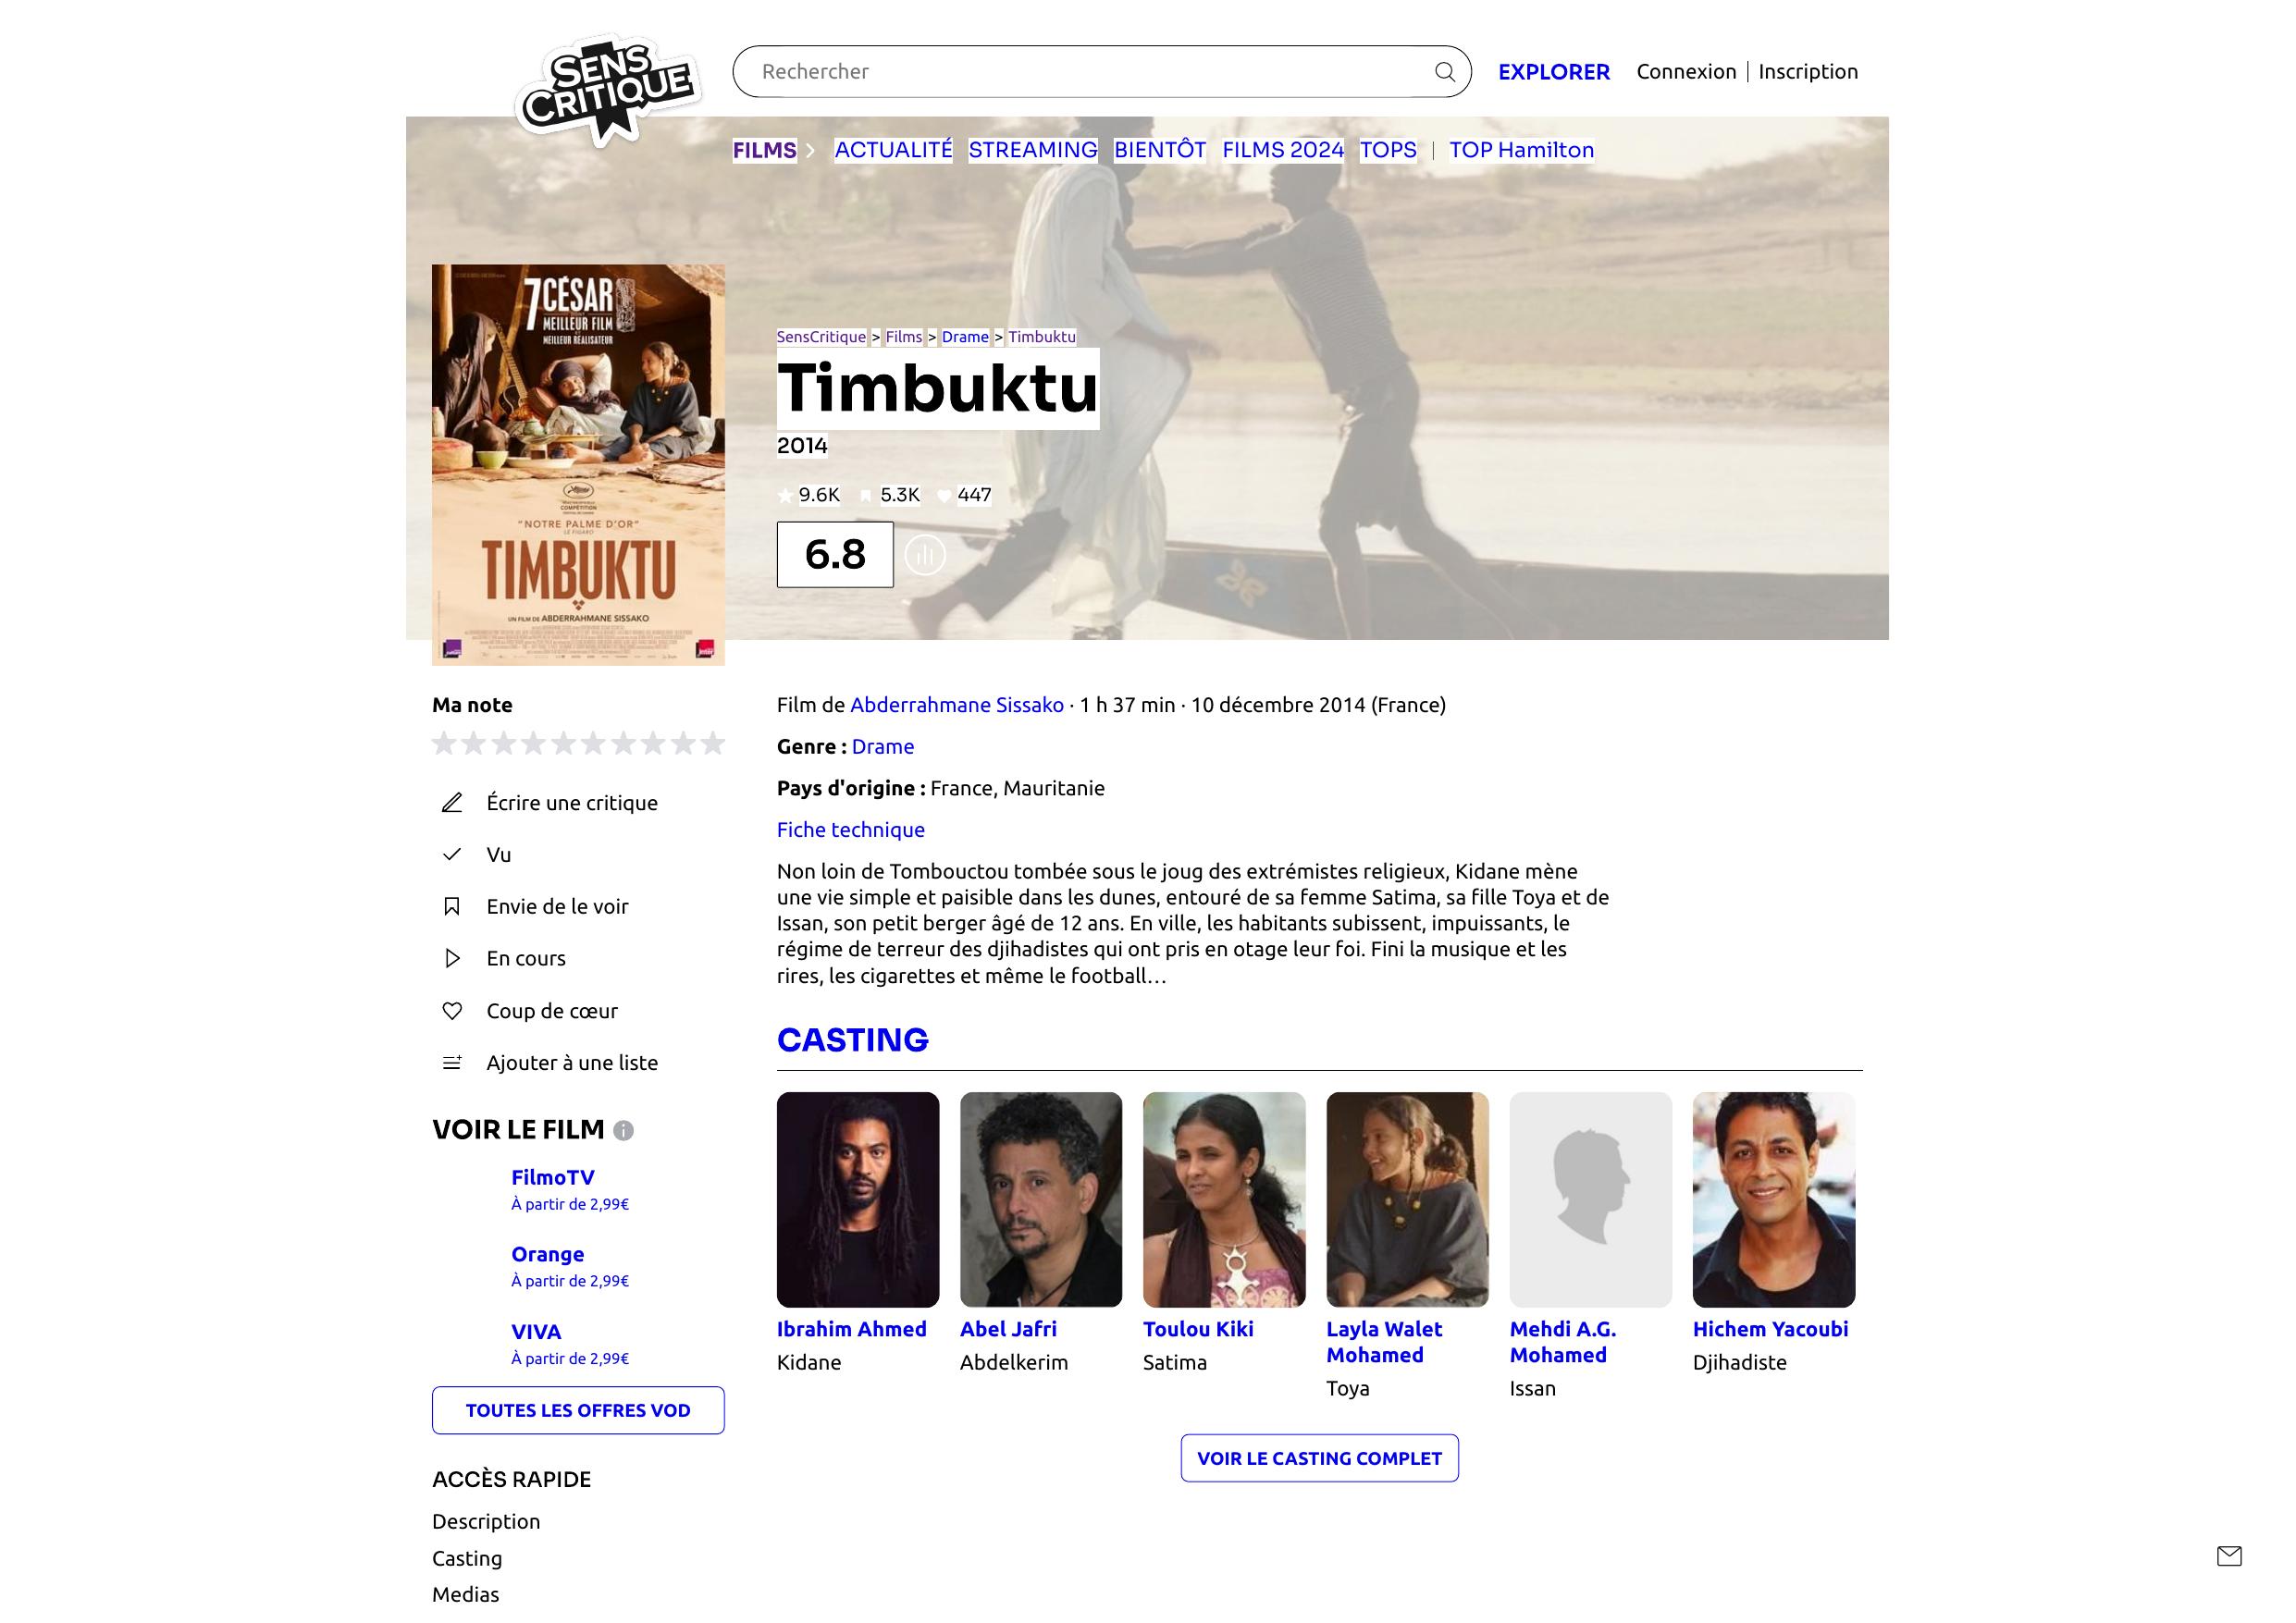 SENS
CRITIQUE
Rechercher
EXPLORER
Connexion | Inscription
FILMS
ACTUALITÉ
STREAMING
BIENTÔT
FILMS 2024
TOPS
TOP Hamilton
7 CÉSAR
MEILLEUR FILM
MEILLEUR RÉALISATEUR
COMPÉTITION
"NOTRE PALME D'OR"
LE FIGARO
TIMBUKTU
UN FILM DE ABDERRAHMANE SISSAKO
SensCritique > Films > Drame > Timbuktu
Timbuktu
2014
9.6K 5.3K 447
6.8
Ma note
Écrire une critique
Vu
Envie de le voir
En cours
Coup de cœur
Ajouter à une liste
VOIR LE FILM
FilmoTV
À partir de 2,99€
Orange
À partir de 2,99€
VIVA
À partir de 2,99€
TOUTES LES OFFRES VOD
ACCÈS RAPIDE
Description
Casting
Medias
Film de Abderrahmane Sissako · 1 h 37 min · 10 décembre 2014 (France)
Genre : Drame
Pays d'origine : France, Mauritanie
Fiche technique
Non loin de Tombouctou tombée sous le joug des extrémistes religieux, Kidane mène
une vie simple et paisible dans les dunes, entouré de sa femme Satima, sa fille Toya et de
Issan, son petit berger âgé de 12 ans. En ville, les habitants subissent, impuissants, le
régime de terreur des djihadistes qui ont pris en otage leur foi. Fini la musique et les
rires, les cigarettes et même le football…
CASTING
Ibrahim Ahmed
Kidane
Abel Jafri
Abdelkerim
Toulou Kiki
Satima
Layla Walet
Mohamed
Toya
Mehdi A.G.
Mohamed
Issan
Hichem Yacoubi
Djihadiste
VOIR LE CASTING COMPLET